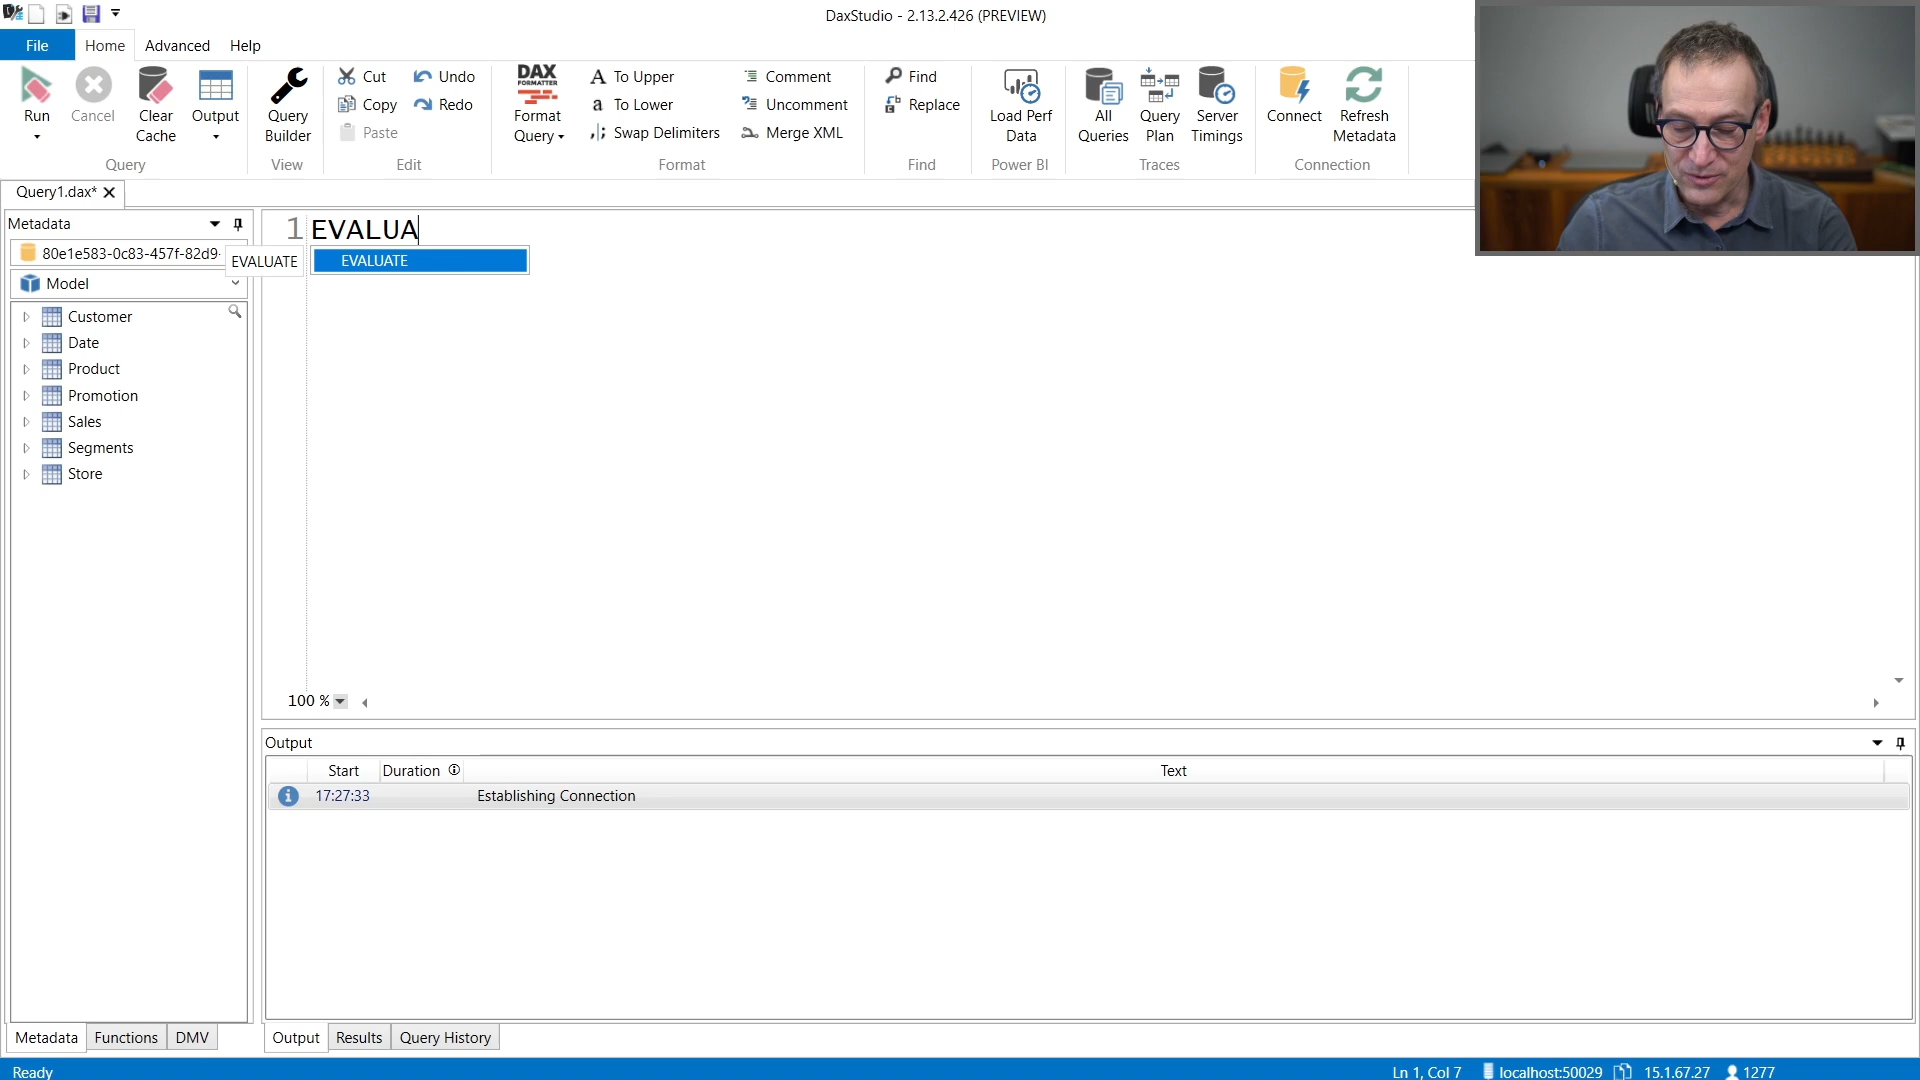 DaxStudio - 2.13.2.426 (PREVIEW)
File
Home
Advanced
Help
Run
Cancel
Clear
Cache
Output
Query
Query
Builder
View
Cut
Copy
Paste
Undo
Redo
Edit
DAX
FORMATTER
Format
Query
To Upper
To Lower
Swap Delimiters
Comment
Uncomment
Merge XML
Format
Find
Replace
Find
Load Perf
Data
Power BI
All
Queries
Query
Plan
Server
Timings
Traces
Connect
Refresh
Metadata
Connection
Query1.dax*
Metadata
80e1e583-0c83-457f-82d9-
Model
Customer
Date
Product
Promotion
Sales
Segments
Store
1 EVALUA
EVALUATE
EVALUATE
100 %
Output
Start
Duration
Text
17:27:33
Establishing Connection
Metadata
Functions
DMV
Output
Results
Query History
Ready
Ln 1, Col 7
localhost:50029
15.1.67.27
1277